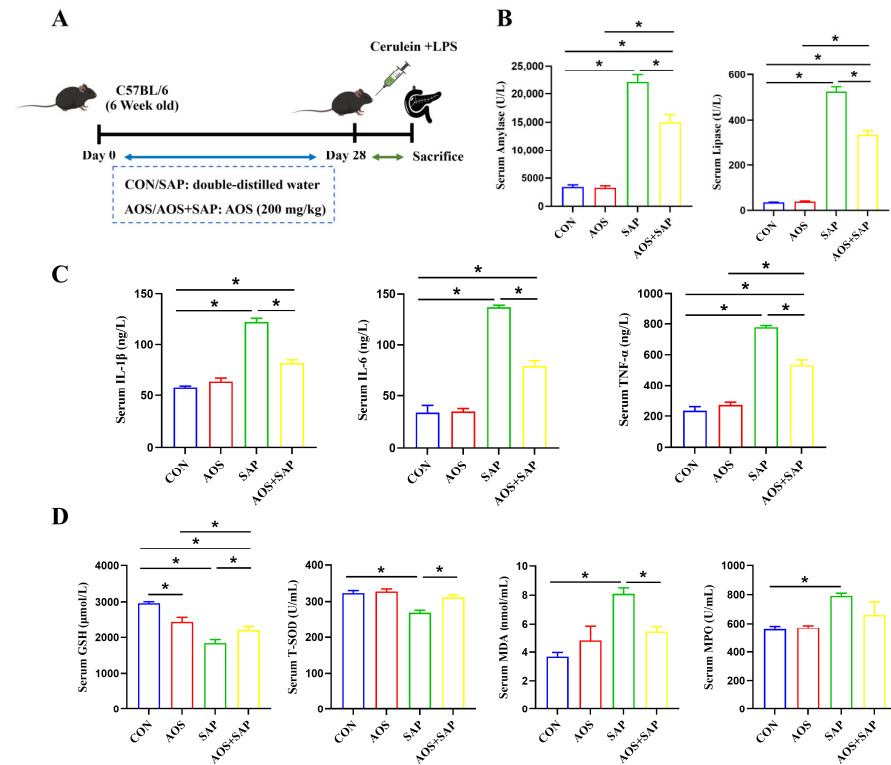 A
Cerulein +LPS
C57BL/6
(6 Week old)
Day 0
Day 28
Sacrifice
CON/SAP: double-distilled water
AOS/AOS+SAP: AOS (200 mg/kg)
B
Serum Amylase (U/L)
25,000
20,000
15,000
10,000
5,000
0
CON
AOS
SAP
AOS+SAP
*
*
*
*
Serum Lipase (U/L)
600
400
200
0
CON
AOS
SAP
AOS+SAP
*
*
*
*
C
Serum IL-1β (ng/L)
150
100
50
0
CON
AOS
SAP
AOS+SAP
*
*
*
Serum IL-6 (ng/L)
150
100
50
0
CON
AOS
SAP
AOS+SAP
*
*
*
Serum TNF-α (ng/L)
1000
800
600
400
200
0
CON
AOS
SAP
AOS+SAP
*
*
*
*
D
Serum GSH (μmol/L)
4000
3000
2000
1000
0
CON
AOS
SAP
AOS+SAP
*
*
*
*
*
Serum T-SOD (U/mL)
400
300
200
100
0
CON
AOS
SAP
AOS+SAP
*
*
Serum MDA (nmol/mL)
10
8
6
4
2
0
CON
AOS
SAP
AOS+SAP
*
*
Serum MPO (U/mL)
1000
800
600
400
200
0
CON
AOS
SAP
AOS+SAP
*